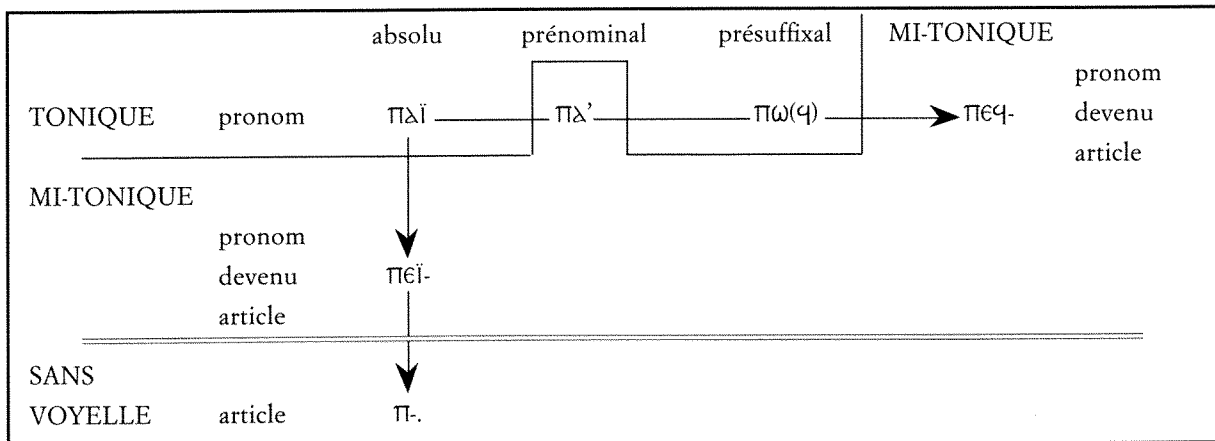 absolu prénominal présuffixal MI-TONIQUE
pronom
TONIQUE pronom ⲡⲁⲓ̈ ⲡⲁ’ ⲡⲱ(ϥ) ⲡⲉϥ- devenu
article
MI-TONIQUE
pronom
devenu ⲡⲉⲓ̈-
article
SANS
VOYELLE article ⲡ-.